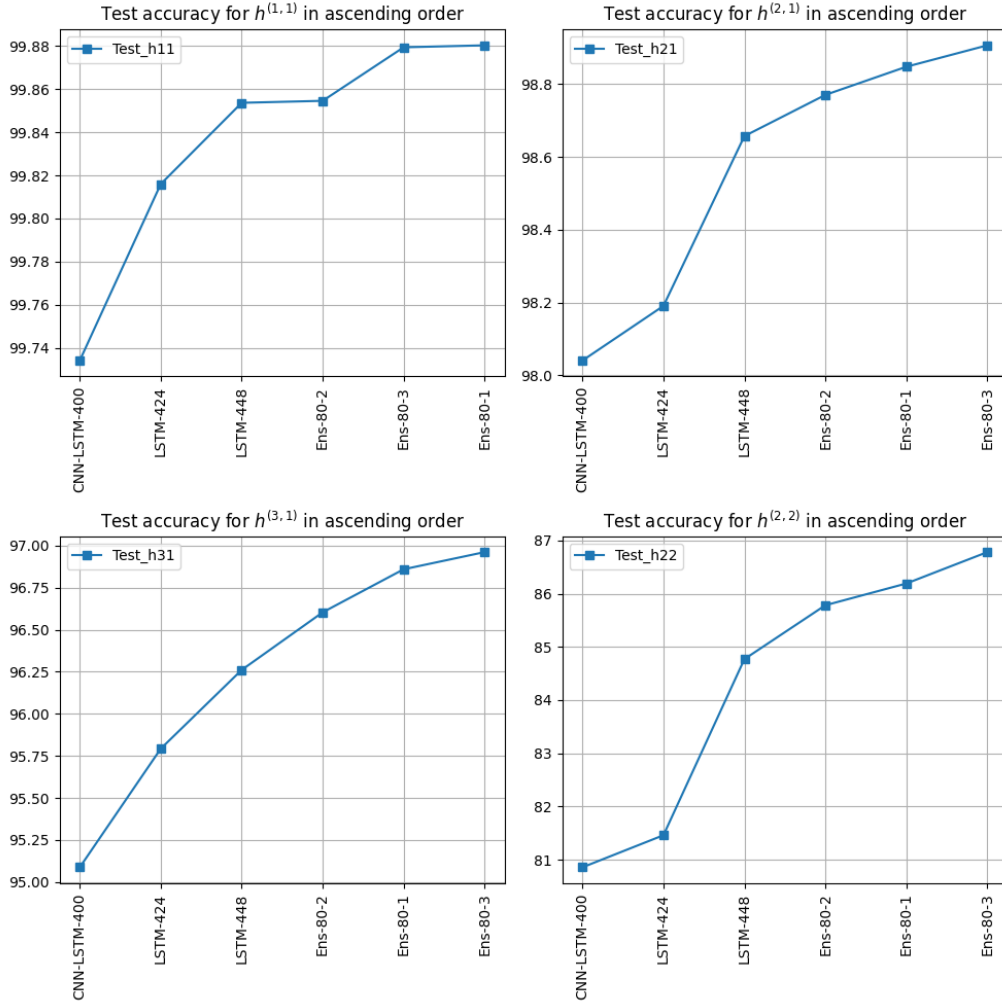 Test accuracy for h^(1,1) in ascending order
Test_h11
99.88
99.86
99.84
99.82
99.80
99.78
99.76
99.74
CNN-LSTM-400
LSTM-424
LSTM-448
Ens-80-2
Ens-80-3
Ens-80-1
Test accuracy for h^(2,1) in ascending order
Test_h21
98.8
98.6
98.4
98.2
98.0
CNN-LSTM-400
LSTM-424
LSTM-448
Ens-80-2
Ens-80-1
Ens-80-3
Test accuracy for h^(3,1) in ascending order
Test_h31
97.00
96.75
96.50
96.25
96.00
95.75
95.50
95.25
95.00
CNN-LSTM-400
LSTM-424
LSTM-448
Ens-80-2
Ens-80-1
Ens-80-3
Test accuracy for h^(2,2) in ascending order
Test_h22
87
86
85
84
83
82
81
CNN-LSTM-400
LSTM-424
LSTM-448
Ens-80-2
Ens-80-1
Ens-80-3